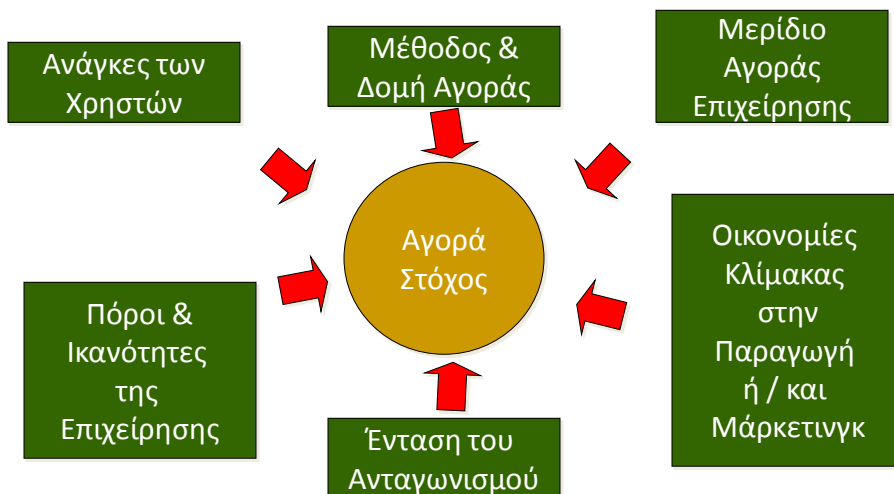 Ανάγκες των
Χρηστών
Μέθοδος &
Δομή Αγοράς
Μερίδιο
Αγοράς
Επιχείρησης
Αγορά
Στόχος
Πόροι &
Ικανότητες
της
Επιχείρησης
Οικονομίες
Κλίμακας
στην
Παραγωγή
ή / και
Μάρκετινγκ
Ένταση του
Ανταγωνισμού